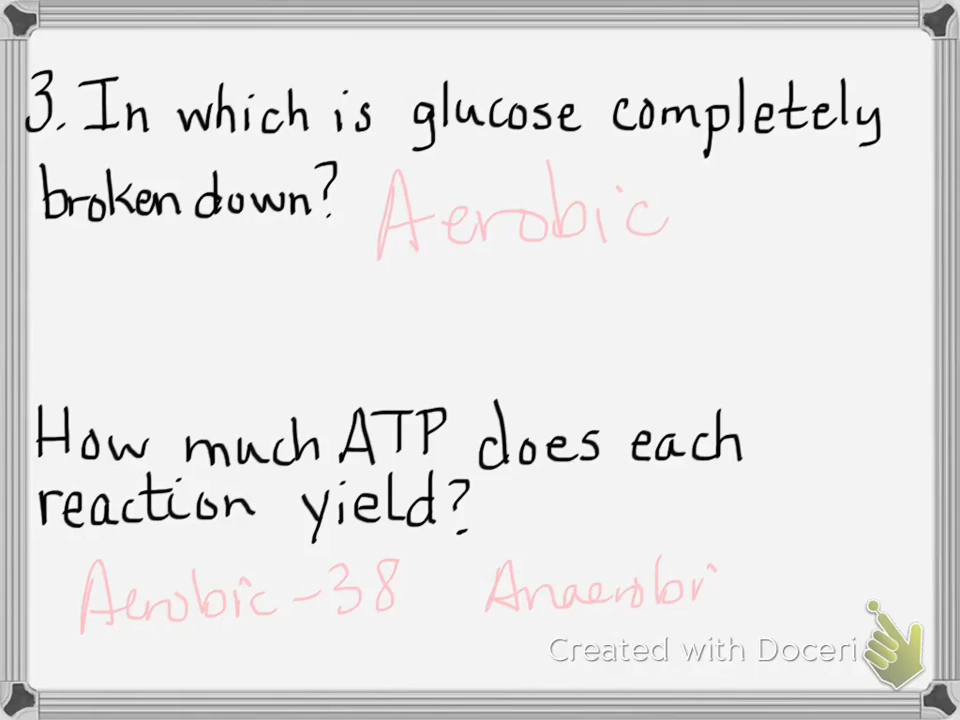 3. In which is glucose completely
broken down?
Aerobic
How much ATP does each
reaction yield?
Aerobic - 38 Anaerobi
Created with Doceri